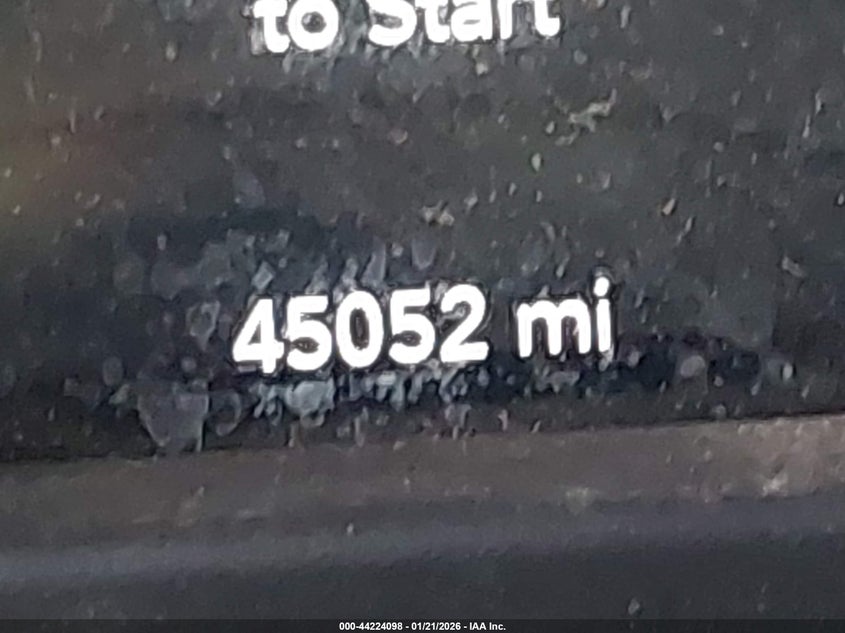 to Start
45052 mi
000-44224098 - 01/21/2026 - IAA Inc.